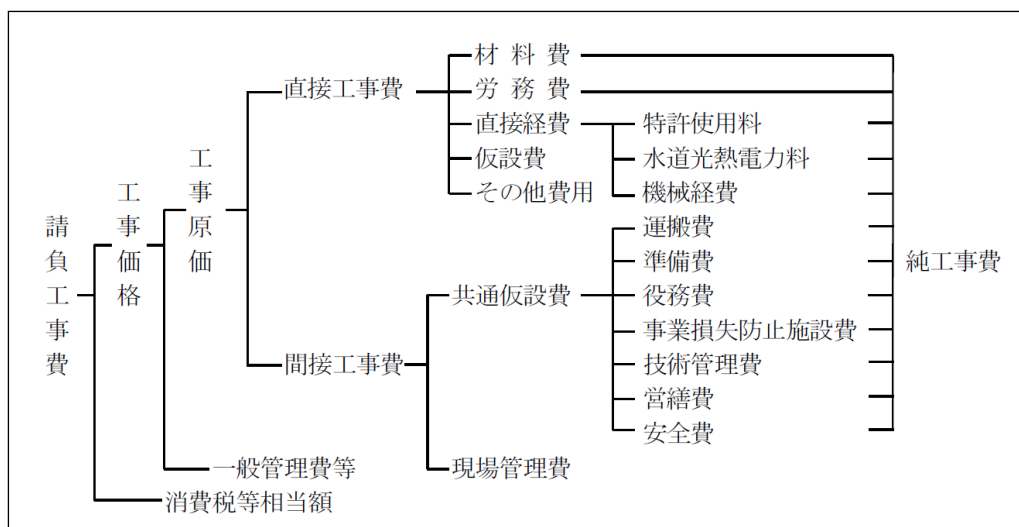 請負工事費
工事価格
工事原価
直接工事費
材料費
労務費
直接経費
特許使用料
水道光熱電力料
機械経費
仮設費
その他費用
間接工事費
共通仮設費
運搬費
準備費
役務費
事業損失防止施設費
技術管理費
営繕費
安全費
純工事費
現場管理費
一般管理費等
消費税等相当額